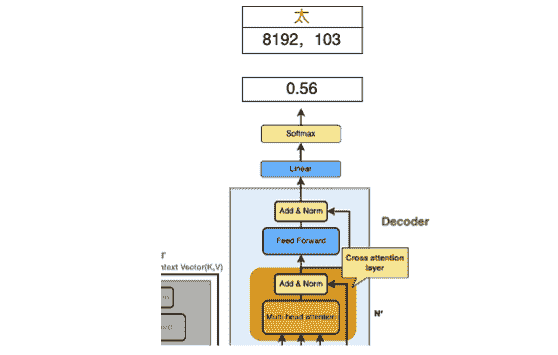 太
8192, 103
0.56
Softmax
Linear
Add & Norm
Decoder
Feed Forward
Cross attention
layer
ntext Vector(K,V)
Add & Norm
Multi-head attention
N'